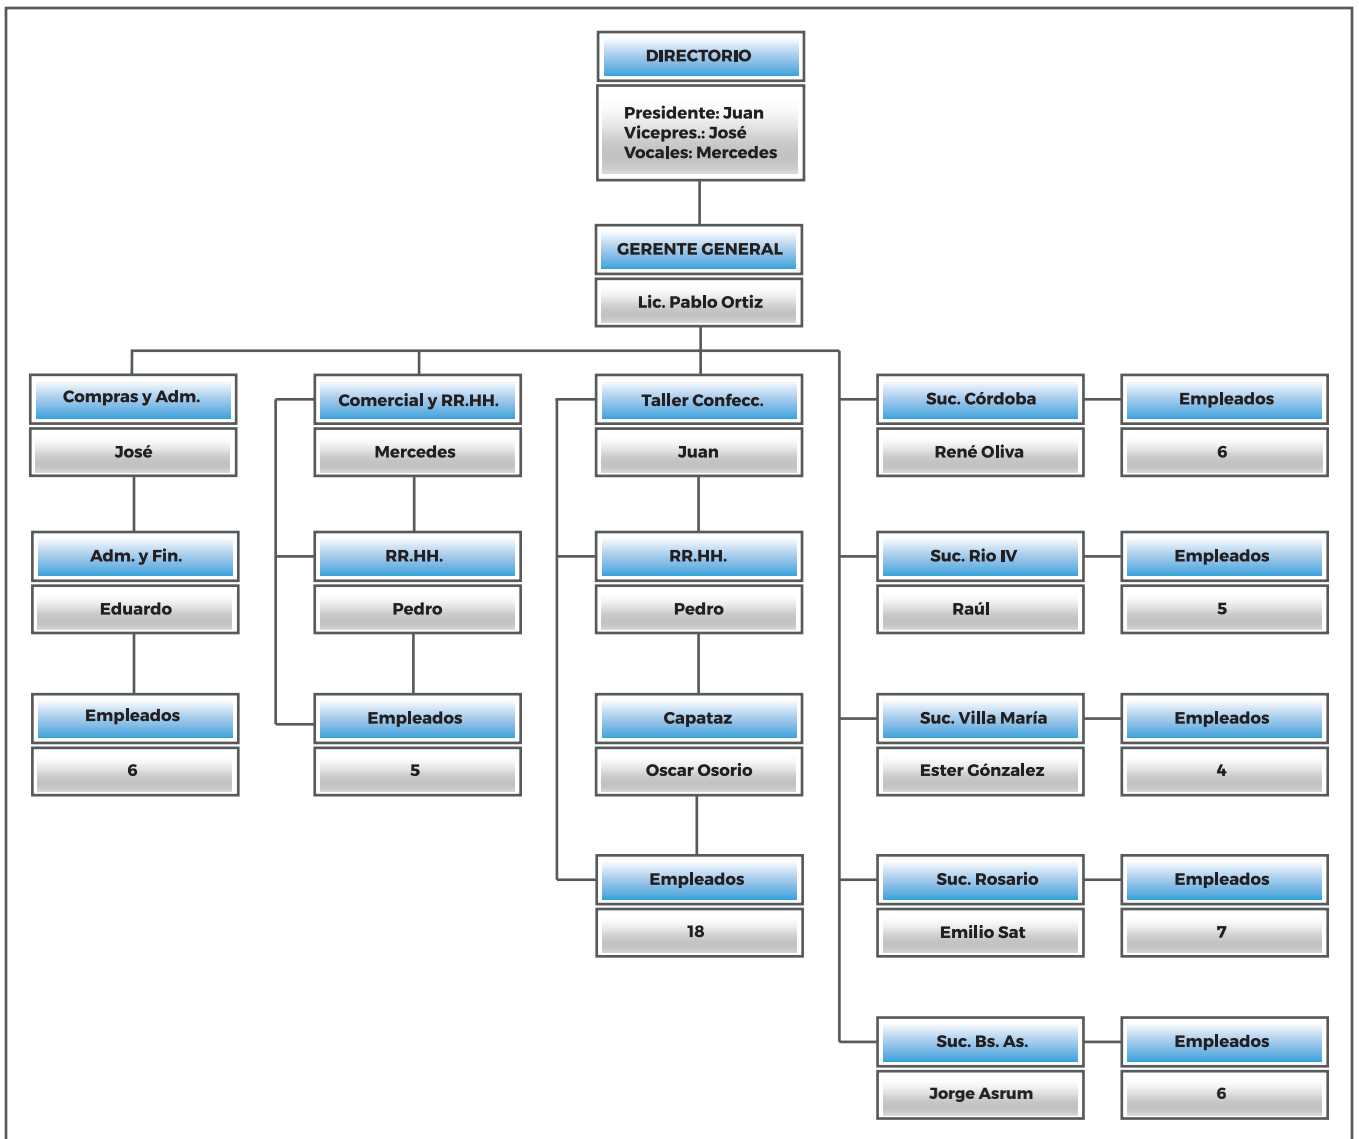 DIRECTORIO
Presidente: Juan
Vicepres.: José
Vocales: Mercedes
GERENTE GENERAL
Lic. Pablo Ortiz
Compras y Adm.
José
Adm. y Fin.
Eduardo
Empleados
6
Comercial y RR.HH.
Mercedes
RR.HH.
Pedro
Empleados
5
Taller Confecc.
Juan
RR.HH.
Pedro
Capataz
Oscar Osorio
Empleados
18
Suc. Córdoba
René Oliva
Empleados
6
Suc. Rio IV
Raúl
Empleados
5
Suc. Villa María
Ester Gónzalez
Empleados
4
Suc. Rosario
Emilio Sat
Empleados
7
Suc. Bs. As.
Jorge Asrum
Empleados
6